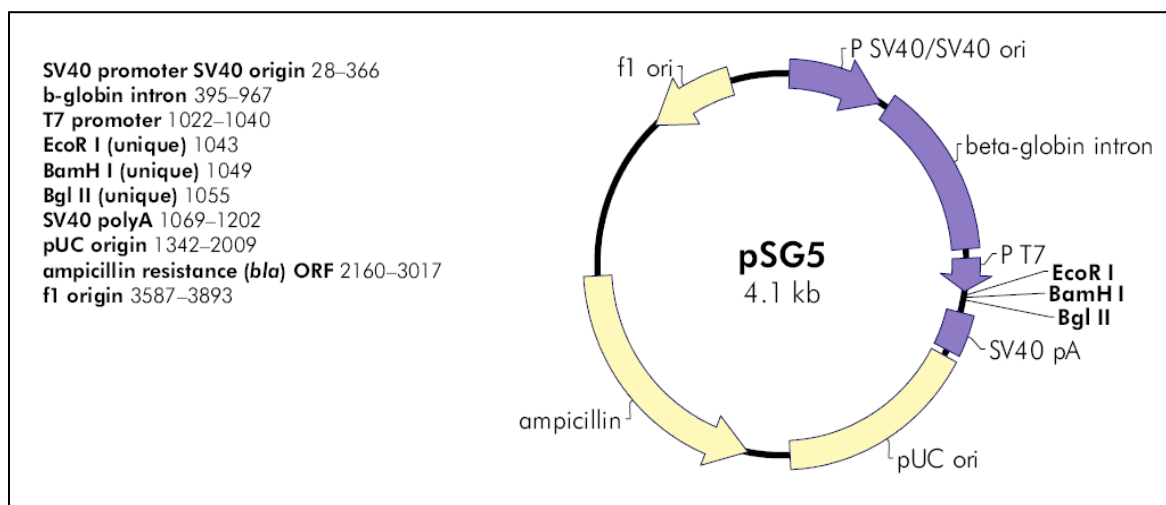 SV40 promoter SV40 origin 28–366
b-globin intron 395–967
T7 promoter 1022–1040
EcoR I (unique) 1043
BamH I (unique) 1049
Bgl II (unique) 1055
SV40 polyA 1069–1202
pUC origin 1342–2009
ampicillin resistance (bla) ORF 2160–3017
f1 origin 3587–3893
P SV40/SV40 ori
f1 ori
beta-globin intron
pSG5
4.1 kb
P T7
EcoR I
BamH I
Bgl II
SV40 pA
ampicillin
pUC ori